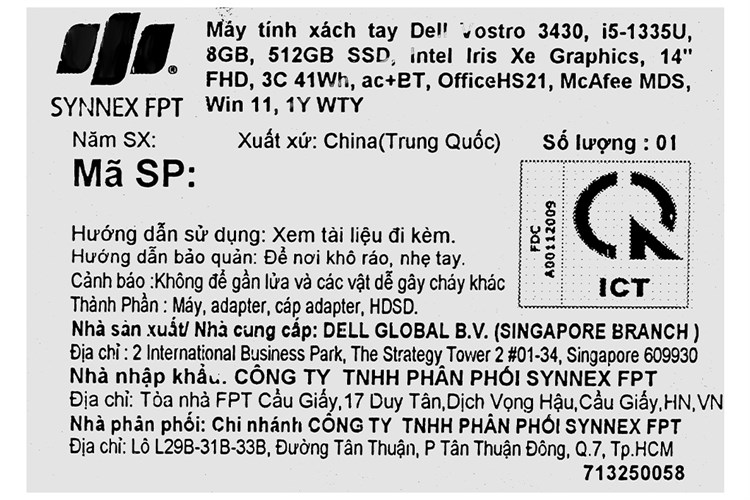 Máy tính xách tay Dell Vostro 3430, i5-1335U,
8GB, 512GB SSD, Intel Iris Xe Graphics, 14"
FHD, 3C 41Wh, ac+BT, OfficeHS21, McAfee MDS,
Win 11, 1Y WTY
SYNNEX FPT
Năm SX:
Xuất xứ: China(Trung Quốc)
Số lượng : 01
Mã SP:
FDC
A00112009
ICT
Hướng dẫn sử dụng: Xem tài liệu đi kèm.
Hướng dẫn bảo quản: Để nơi khô ráo, nhẹ tay.
Cảnh báo :Không để gần lửa và các vật dễ gây cháy khác
Thành Phần : Máy, adapter, cáp adapter, HDSD.
Nhà sản xuất/ Nhà cung cấp: DELL GLOBAL B.V. (SINGAPORE BRANCH )
Địa chỉ : 2 International Business Park, The Strategy Tower 2 #01-34, Singapore 609930
Nhà nhập khẩu. CÔNG TY TNHH PHÂN PHỐI SYNNEX FPT
Địa chỉ: Tòa nhà FPT Cầu Giấy,17 Duy Tân,Dịch Vọng Hậu,Cầu Giấy,HN,VN
Nhà phân phối: Chi nhánh CÔNG TY TNHH PHÂN PHỐI SYNNEX FPT
Địa chỉ: Lô L29B-31B-33B, Đường Tân Thuận, P Tân Thuận Đông, Q.7, Tp.HCM
713250058